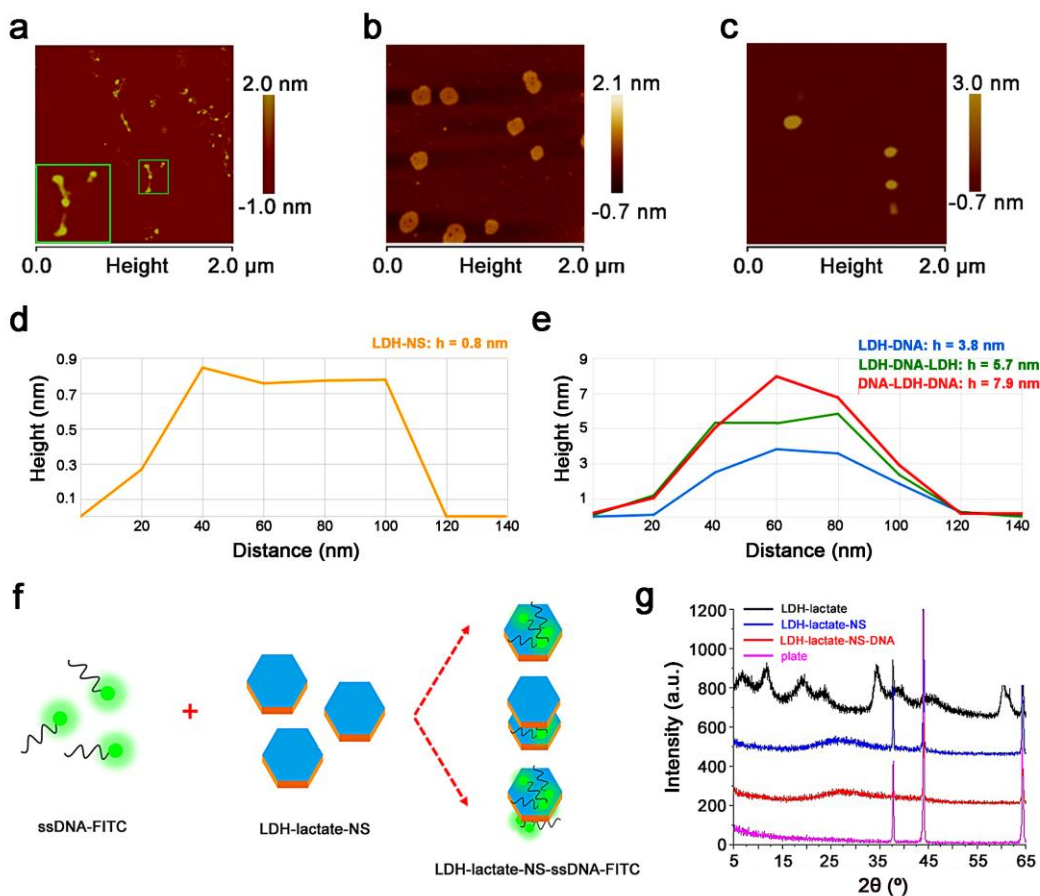 a
2.0 nm
-1.0 nm
0.0 Height 2.0 µm
b
2.1 nm
-0.7 nm
0.0 Height 2.0 µm
c
3.0 nm
-0.7 nm
0.0 Height 2.0 µm
d
LDH-NS: h = 0.8 nm
Height (nm)
0.9
0.7
0.5
0.3
0.1
20 40 60 80 100 120 140
Distance (nm)
e
LDH-DNA: h = 3.8 nm
LDH-DNA-LDH: h = 5.7 nm
DNA-LDH-DNA: h = 7.9 nm
Height (nm)
9
7
5
3
1
20 40 60 80 100 120 140
Distance (nm)
f
+
ssDNA-FITC
LDH-lactate-NS
LDH-lactate-NS-ssDNA-FITC
g
LDH-lactate
LDH-lactate-NS
LDH-lactate-NS-DNA
plate
Intensity (a.u.)
1200
1000
800
600
400
200
0
5 15 25 35 45 55 65
2θ (º)